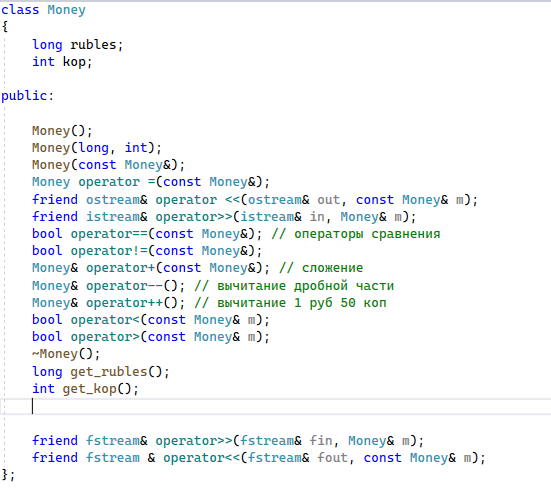 class Money
{
long rubles;
int kop;
public:
Money();
Money(long, int);
Money(const Money&);
Money operator =(const Money&);
friend ostream& operator <<(ostream& out, const Money& m);
friend istream& operator>>(istream& in, Money& m);
bool operator==(const Money&); // операторы сравнения
bool operator!=(const Money&);
Money& operator+(const Money&); // сложение
Money& operator--(); // вычитание дробной части
Money& operator++(); // вычитание 1 руб 50 коп
bool operator<(const Money& m);
bool operator>(const Money& m);
~Money();
long get_rubles();
int get_kop();
friend fstream& operator>>(fstream& fin, Money& m);
friend fstream & operator<<(fstream& fout, const Money& m);
};